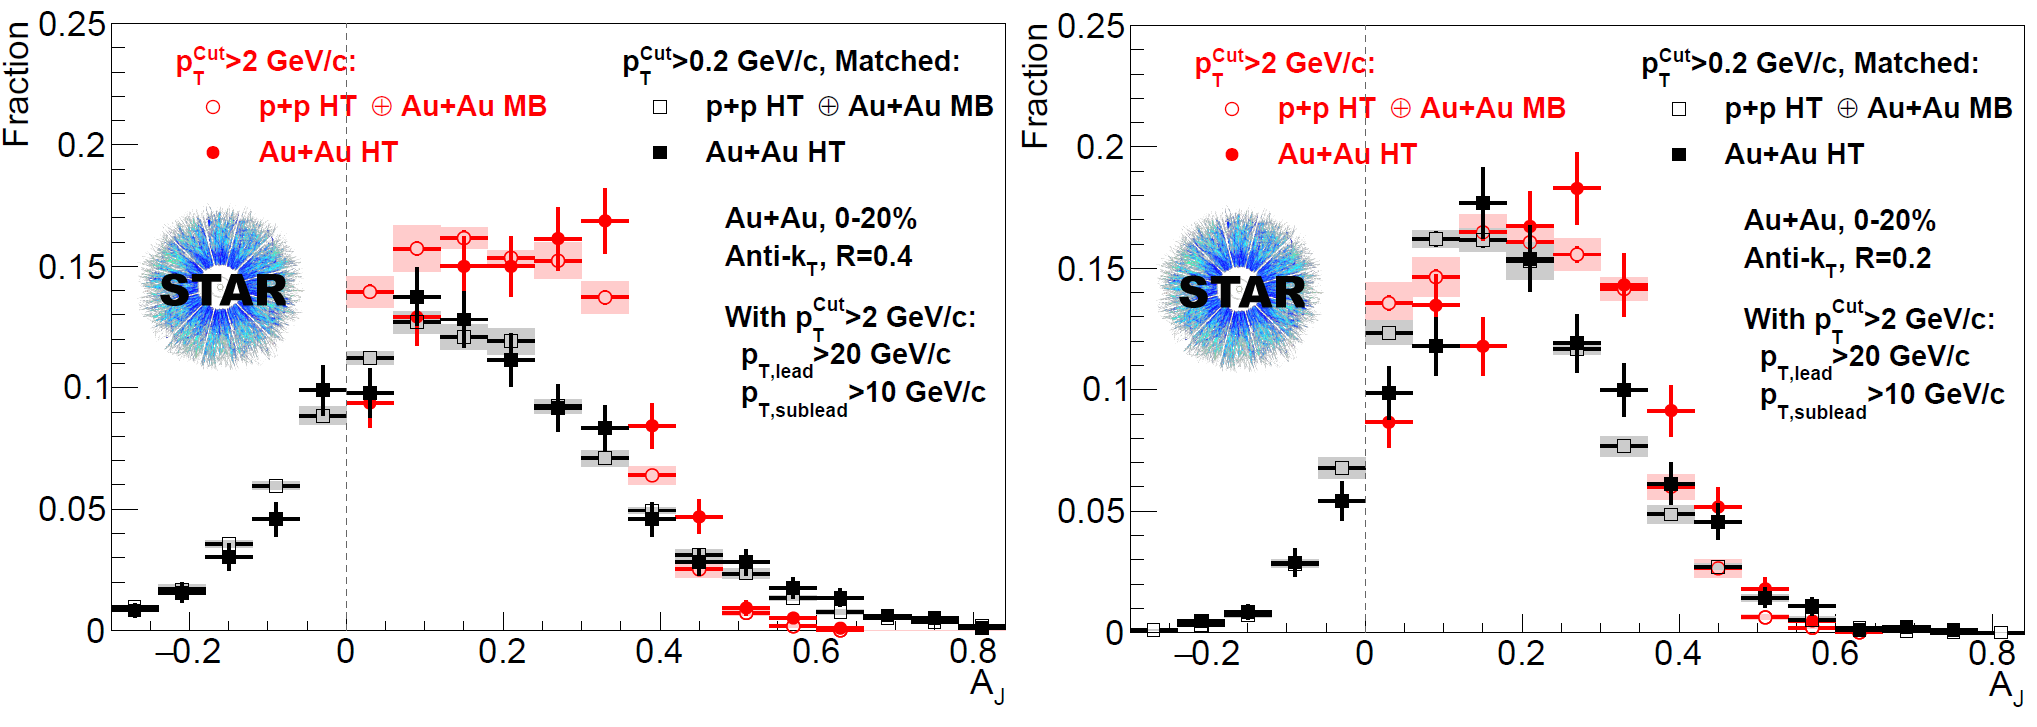 Fraction
0.25
0.2
0.15
0.1
0.05
0
p_T^Cut>2 GeV/c:
p+p HT ⊕ Au+Au MB
Au+Au HT
p_T^Cut>0.2 GeV/c, Matched:
p+p HT ⊕ Au+Au MB
Au+Au HT
STAR
Au+Au, 0-20%
Anti-k_T, R=0.4
With p_T^Cut>2 GeV/c:
p_T,lead>20 GeV/c
p_T,sublead>10 GeV/c
−0.2 0 0.2 0.4 0.6 0.8
A_J
Fraction
0.25
0.2
0.15
0.1
0.05
0
p_T^Cut>2 GeV/c:
p+p HT ⊕ Au+Au MB
Au+Au HT
p_T^Cut>0.2 GeV/c, Matched:
p+p HT ⊕ Au+Au MB
Au+Au HT
STAR
Au+Au, 0-20%
Anti-k_T, R=0.2
With p_T^Cut>2 GeV/c:
p_T,lead>20 GeV/c
p_T,sublead>10 GeV/c
−0.2 0 0.2 0.4 0.6 0.8
A_J